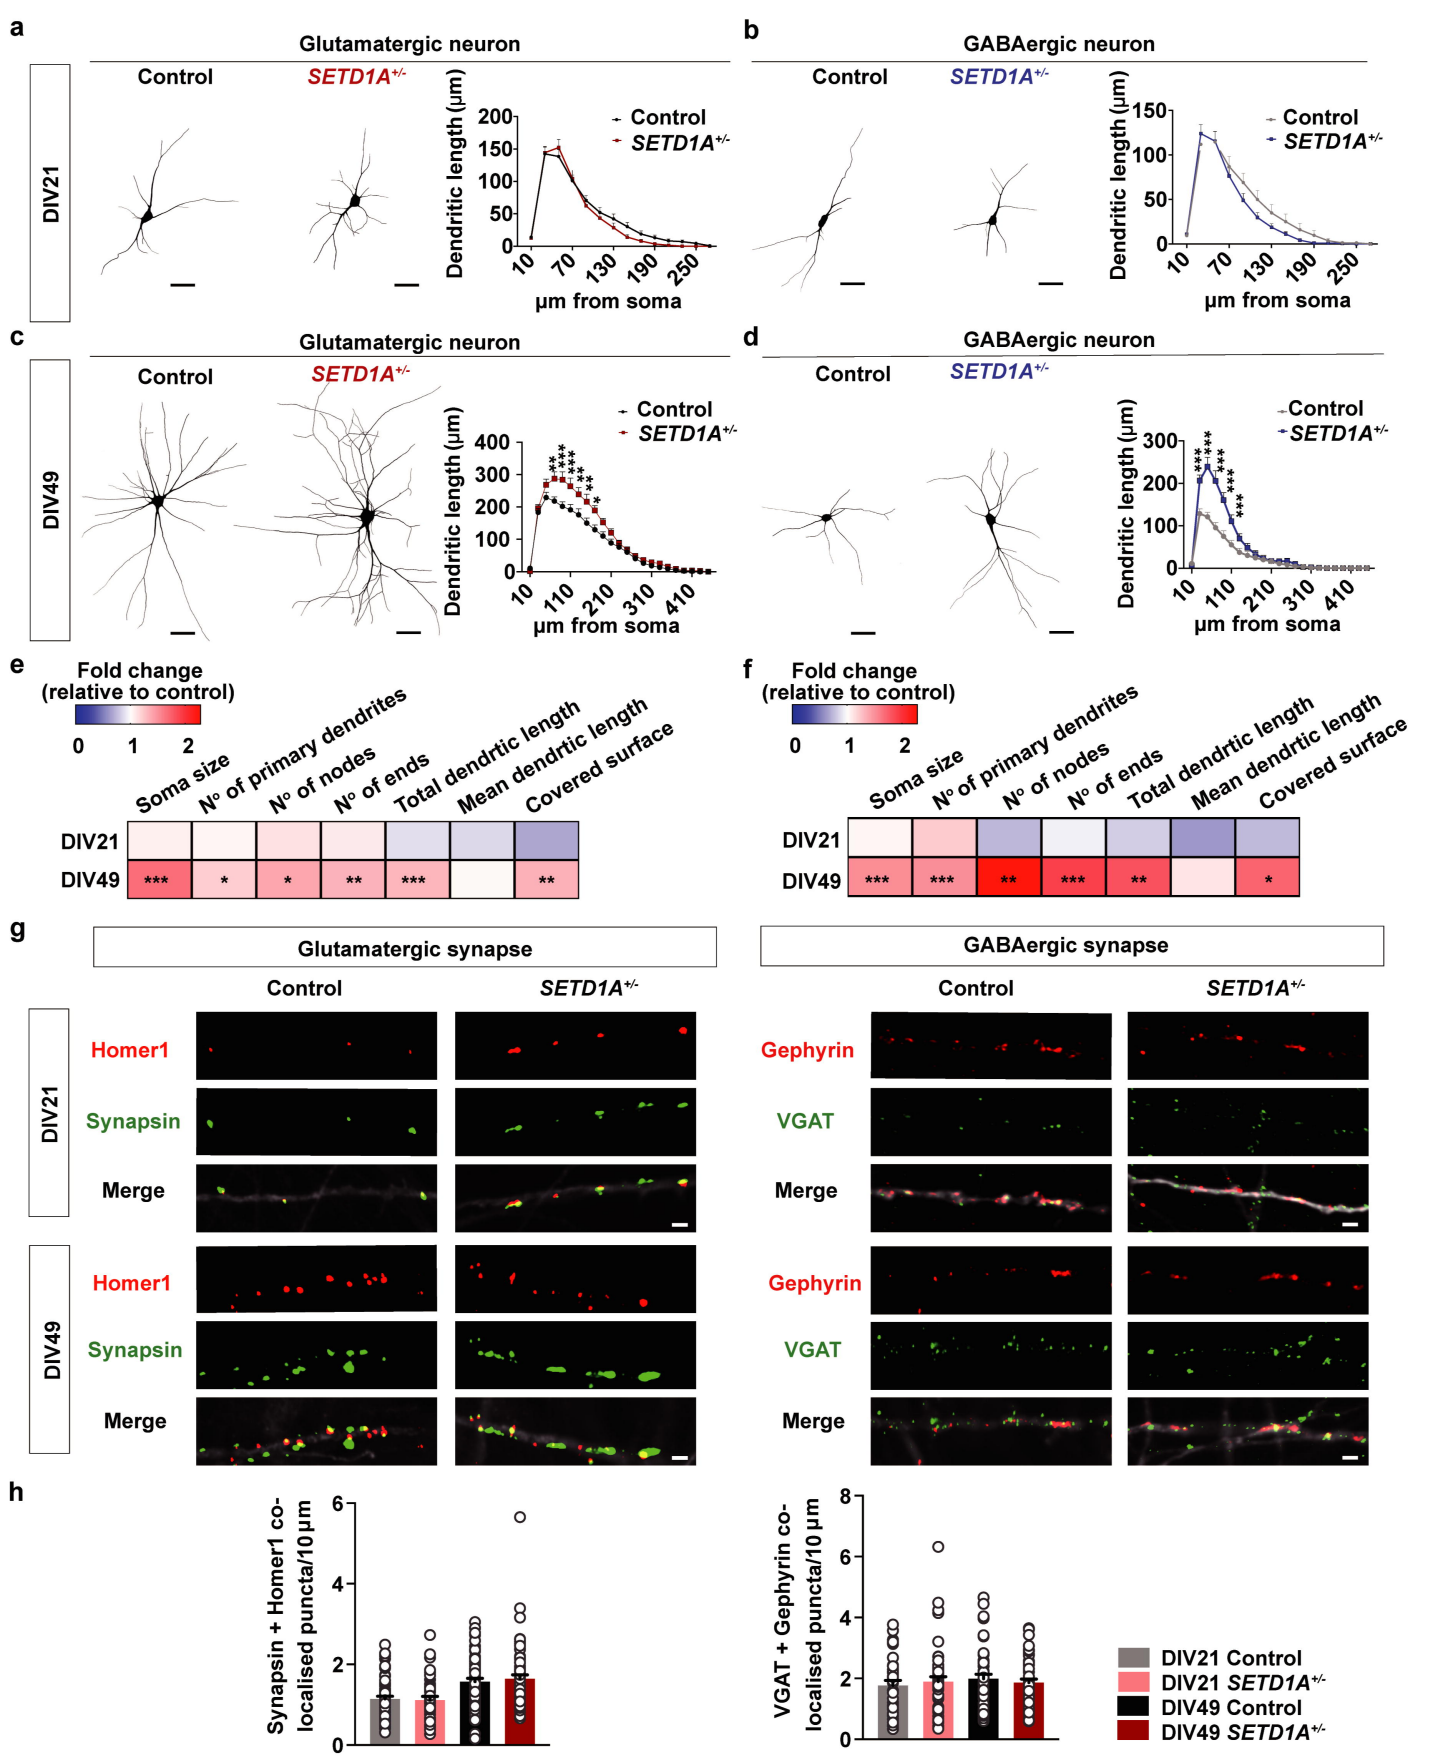 a
Glutamatergic neuron
Control
SETD1A+/-
DIV21
Dendritic length (µm)
200
150
100
50
0
10
70
130
190
250
µm from soma
Control
SETD1A+/-
b
GABAergic neuron
Control
SETD1A+/-
Dendritic length (µm)
150
100
50
0
10
70
130
190
250
µm from soma
Control
SETD1A+/-
c
Glutamatergic neuron
Control
SETD1A+/-
DIV49
Dendritic length (µm)
400
300
200
100
0
10
110
210
310
410
µm from soma
Control
SETD1A+/-
d
GABAergic neuron
Control
SETD1A+/-
Dendritic length (µm)
300
200
100
0
10
110
210
310
410
µm from soma
Control
SETD1A+/-
e
Fold change
(relative to control)
0 1 2
Soma size
Nº of primary dendrites
Nº of nodes
Nº of ends
Total dendrtic length
Mean dendrtic length
Covered surface
DIV21
DIV49 *** * * ** *** **
f
Fold change
(relative to control)
0 1 2
Soma size
Nº of primary dendrites
Nº of nodes
Nº of ends
Total dendrtic length
Mean dendrtic length
Covered surface
DIV21
DIV49 *** *** ** *** ** *
g
Glutamatergic synapse
Control
SETD1A+/-
DIV21
Homer1
Synapsin
Merge
DIV49
Homer1
Synapsin
Merge
GABAergic synapse
Control
SETD1A+/-
Gephyrin
VGAT
Merge
Gephyrin
VGAT
Merge
h
Synapsin + Homer1 co-
localised puncta/10 µm
6
4
2
0
VGAT + Gephyrin co-
localised puncta/10 µm
8
6
4
2
0
DIV21 Control
DIV21 SETD1A+/-
DIV49 Control
DIV49 SETD1A+/-